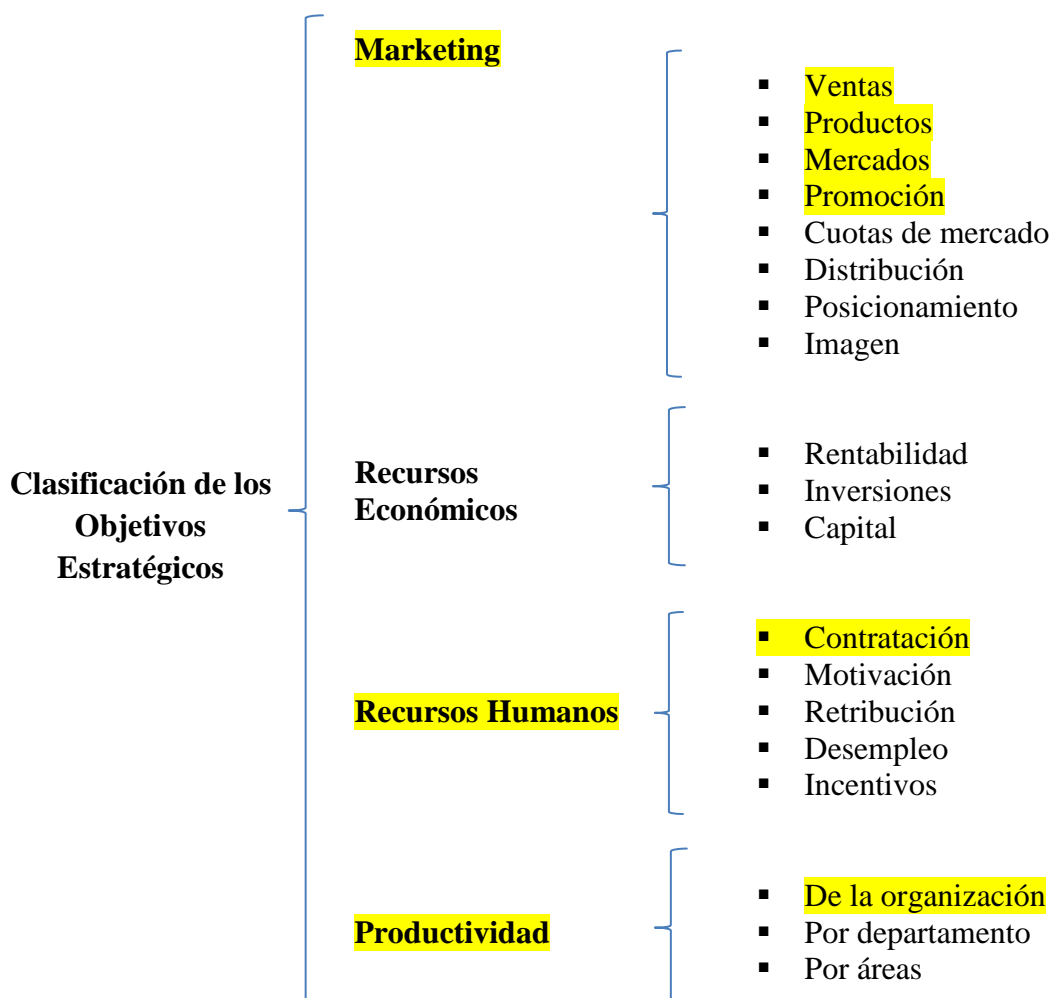 Clasificación de los
Objetivos
Estratégicos
Marketing
▪ Ventas
▪ Productos
▪ Mercados
▪ Promoción
▪ Cuotas de mercado
▪ Distribución
▪ Posicionamiento
▪ Imagen
Recursos
Económicos
▪ Rentabilidad
▪ Inversiones
▪ Capital
Recursos Humanos
▪ Contratación
▪ Motivación
▪ Retribución
▪ Desempleo
▪ Incentivos
Productividad
▪ De la organización
▪ Por departamento
▪ Por áreas